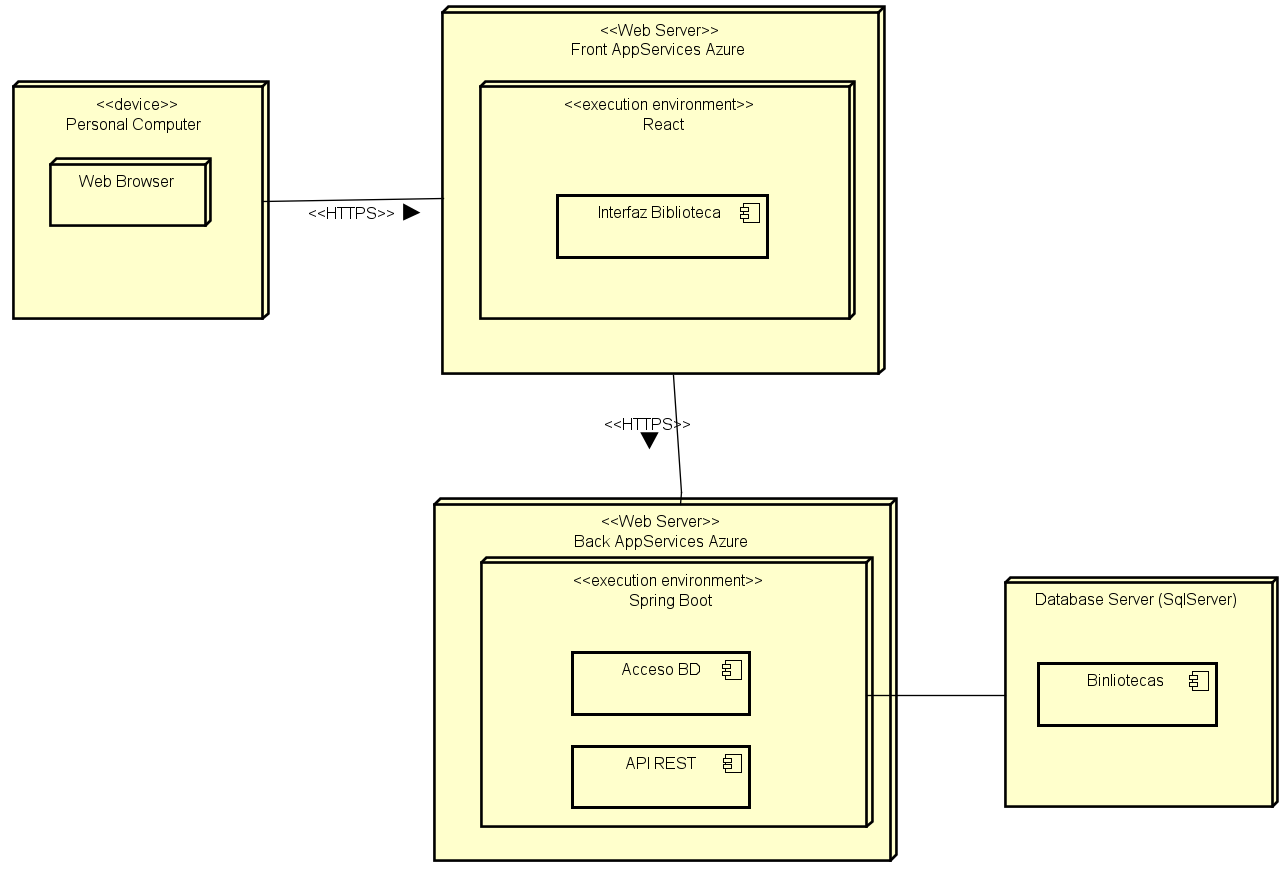 <<Web Server>>
Front AppServices Azure
<<device>>
Personal Computer
Web Browser
<<execution environment>>
React
<<HTTPS>>
Interfaz Biblioteca
<<HTTPS>>
<<Web Server>>
Back AppServices Azure
<<execution environment>>
Spring Boot
Database Server (SqlServer)
Acceso BD
Binliotecas
API REST